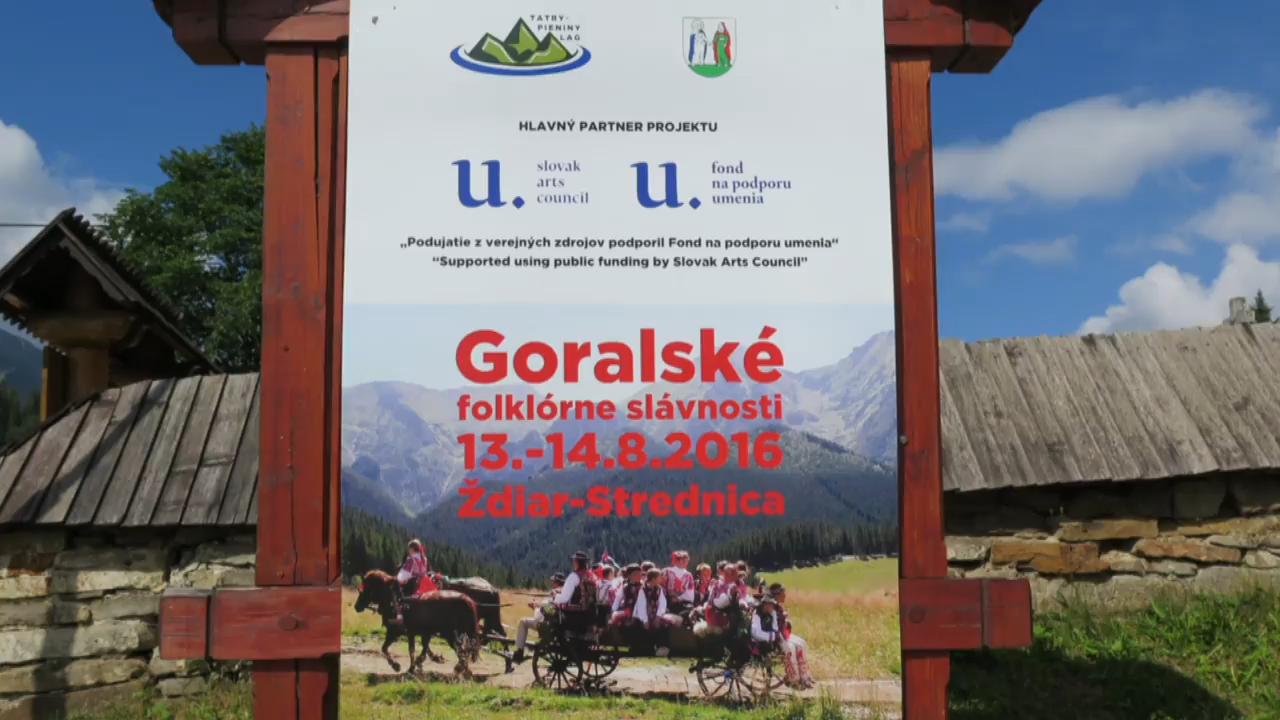 TATRY-
PIENINY
LAG
HLAVNÝ PARTNER PROJEKTU
u. slovak
arts
council
u. fond
na podporu
umenia
„Podujatie z verejných zdrojov podporil Fond na podporu umenia“
“Supported using public funding by Slovak Arts Council”
Goralské
folklórne slávnosti
13.-14.8.2016
Ždiar-Strednica